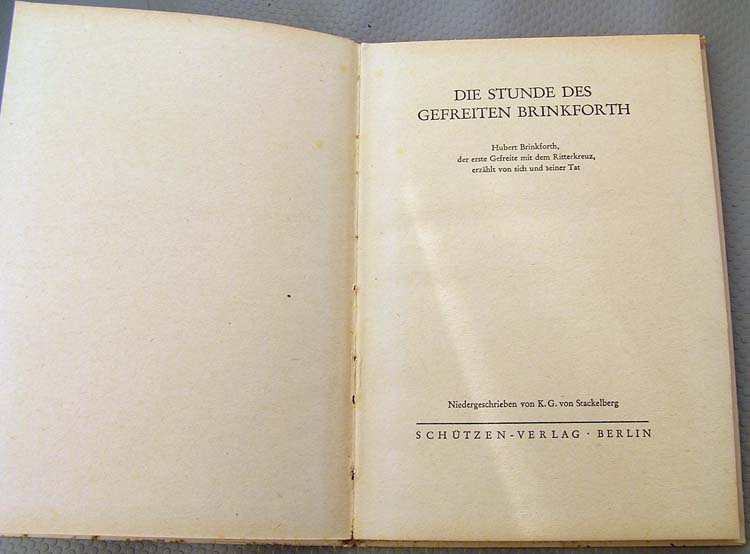 DIE STUNDE DES
GEFREITEN BRINKFORTH
Hubert Brinkforth,
der erste Gefreite mit dem Ritterkreuz,
erzählt von sich und seiner Tat
Niedergeschrieben von K. G. von Stackelberg
SCHÜTZEN-VERLAG · BERLIN